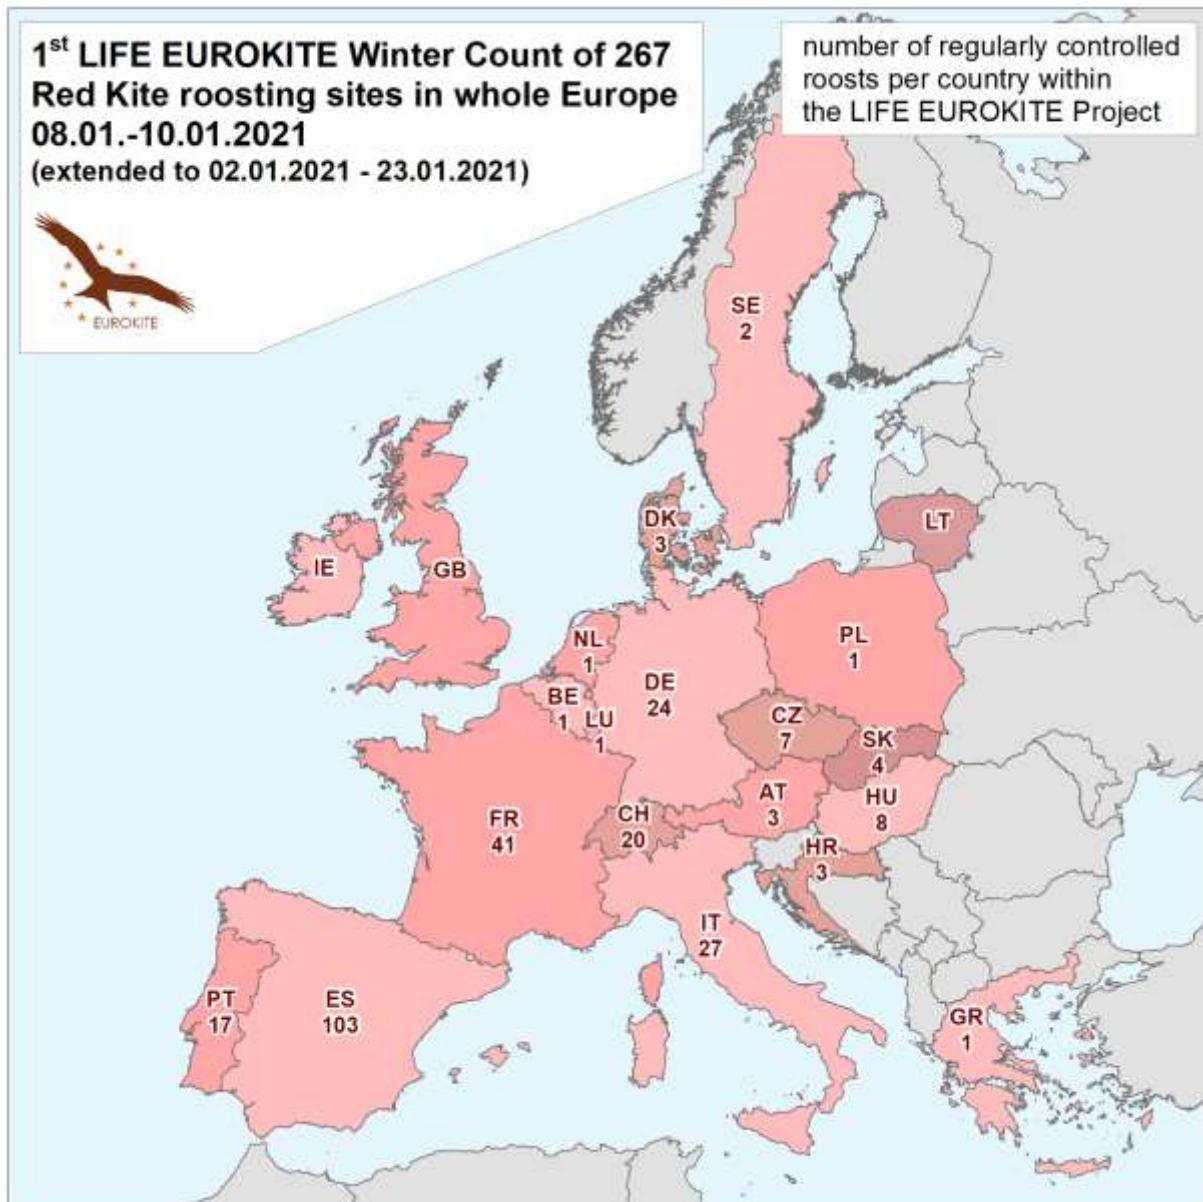 1st LIFE EUROKITE Winter Count of 267
Red Kite roosting sites in whole Europe
08.01.-10.01.2021
(extended to 02.01.2021 - 23.01.2021)
EUROKITE
number of regularly controlled
roosts per country within
the LIFE EUROKITE Project
SE
2
DK
3
LT
IE
GB
NL
1
PL
1
BE
1
LU
1
DE
24
CZ
7
SK
4
AT
3
HU
8
FR
41
CH
20
HR
3
IT
27
PT
17
ES
103
GR
1